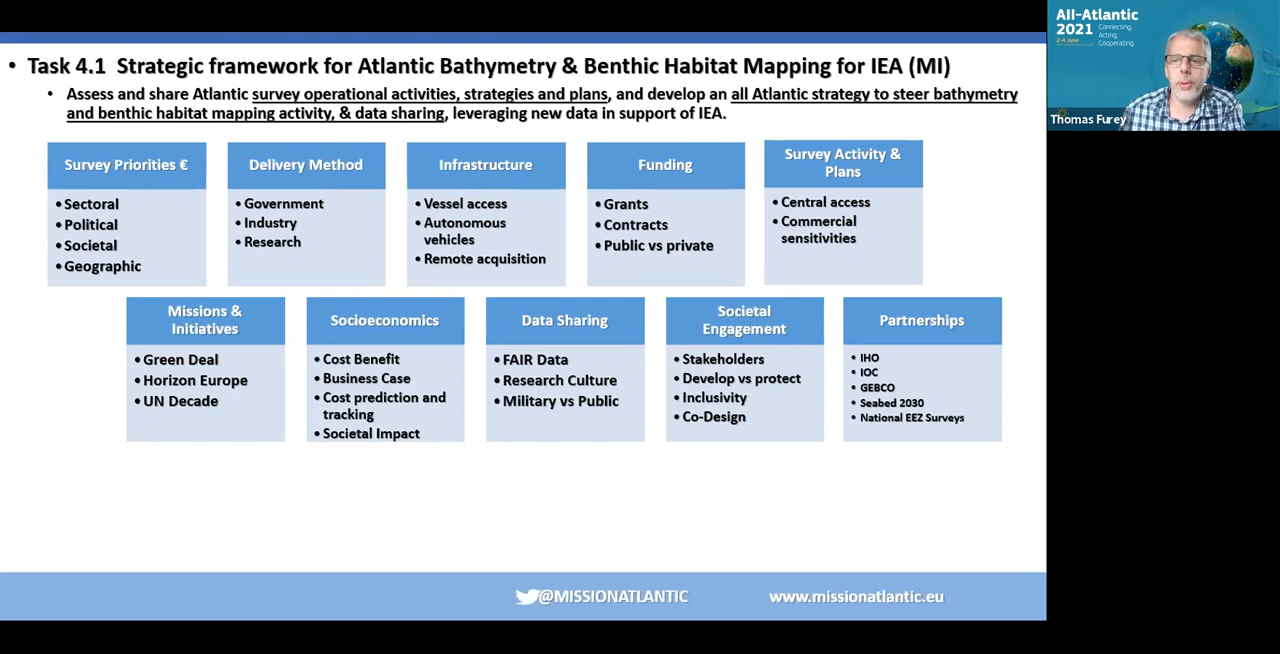 • Task 4.1 Strategic framework for Atlantic Bathymetry & Benthic Habitat Mapping for IEA (MI)
• Assess and share Atlantic survey operational activities, strategies and plans, and develop an all Atlantic strategy to steer bathymetry
and benthic habitat mapping activity, & data sharing, leveraging new data in support of IEA.
Survey Priorities €
• Sectoral
• Political
• Societal
• Geographic
Delivery Method
• Government
• Industry
• Research
Infrastructure
• Vessel access
• Autonomous
vehicles
• Remote acquisition
Funding
• Grants
• Contracts
• Public vs private
Survey Activity &
Plans
• Central access
• Commercial
sensitivities
Missions &
Initiatives
• Green Deal
• Horizon Europe
• UN Decade
Socioeconomics
• Cost Benefit
• Business Case
• Cost prediction and
tracking
• Societal Impact
Data Sharing
• FAIR Data
• Research Culture
• Military vs Public
Societal
Engagement
• Stakeholders
• Develop vs protect
• Inclusivity
• Co-Design
Partnerships
• IHO
• IOC
• GEBCO
• Seabed 2030
• National EEZ Surveys
@MISSIONATLANTIC
www.missionatlantic.eu
All-Atlantic
2021
2-4 June
Connecting,
Acting,
Cooperating
Thomas Furey